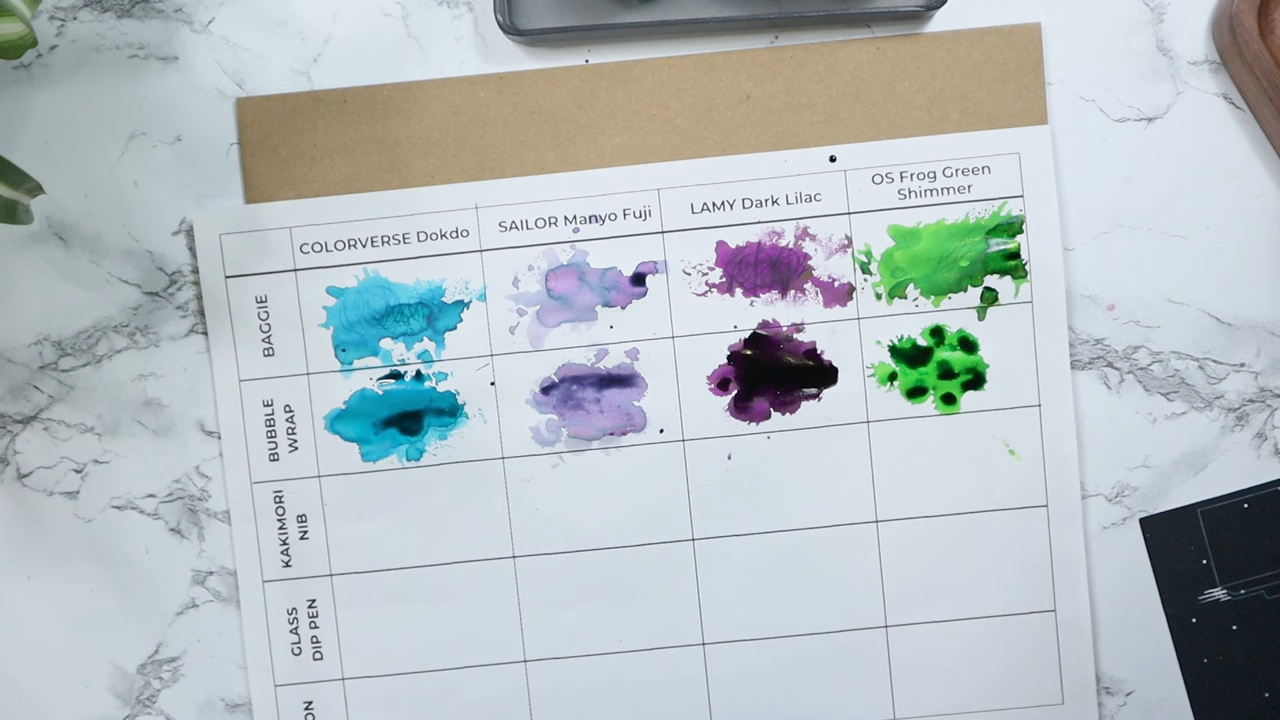 COLORVERSE Dokdo
SAILOR Manyo Fuji
LAMY Dark Lilac
OS Frog Green
Shimmer
BAGGIE
BUBBLE
WRAP
KAKIMORI
NIB
GLASS
DIP PEN